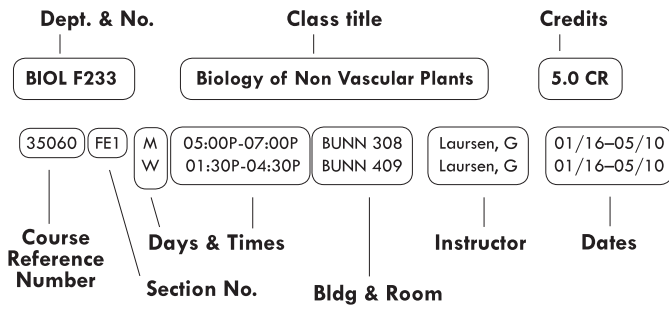 Dept. & No. Class title Credits
BIOL F233 Biology of Non Vascular Plants 5.0 CR
35060 FE1 M 05:00P-07:00P BUNN 308 Laursen, G 01/16–05/10
W 01:30P-04:30P BUNN 409 Laursen, G 01/16–05/10
Course Reference Number
Days & Times
Instructor
Dates
Section No.
Bldg & Room